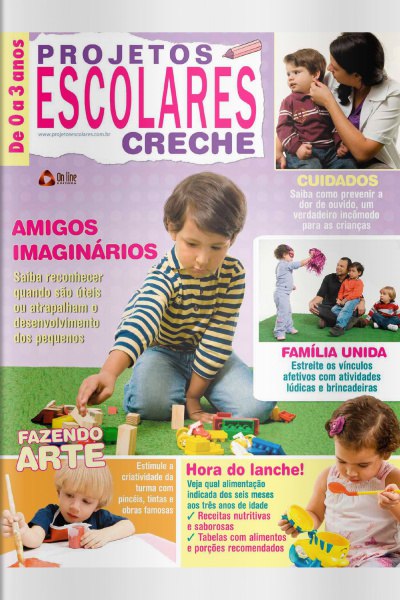 De 0 a 3 anos
PROJETOS
ESCOLARES
www.projetosescolares.com.br
CRECHE
On line
EDITORA
CUIDADOS
Saiba como prevenir a
dor de ouvido, um
verdadeiro incômodo
para as crianças
AMIGOS
IMAGINÁRIOS
Saiba reconhecer
quando são úteis
ou atrapalham o
desenvolvimento
dos pequenos
FAMÍLIA UNIDA
Estreite os vínculos
afetivos com atividades
lúdicas e brincadeiras
FAZENDO
ARTE
Estimule a
criatividade da
turma com
pincéis, tintas e
obras famosas
Hora do lanche!
Veja qual alimentação
indicada dos seis meses
aos três anos de idade
✓ Receitas nutritivas
e saborosas
✓ Tabelas com alimentos
e porções recomendados